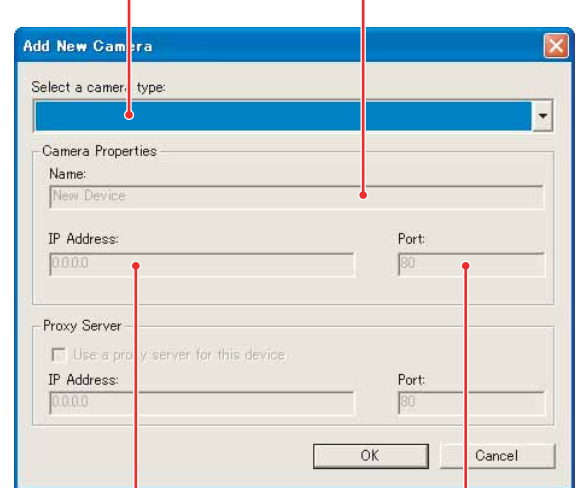 Add New Camera
Select a camera type:
Camera Properties
Name:
New Device
IP Address: Port:
0.0.0.0 80
Proxy Server
Use a proxy server for this device
IP Address: Port:
0.0.0.0 80
OK Cancel